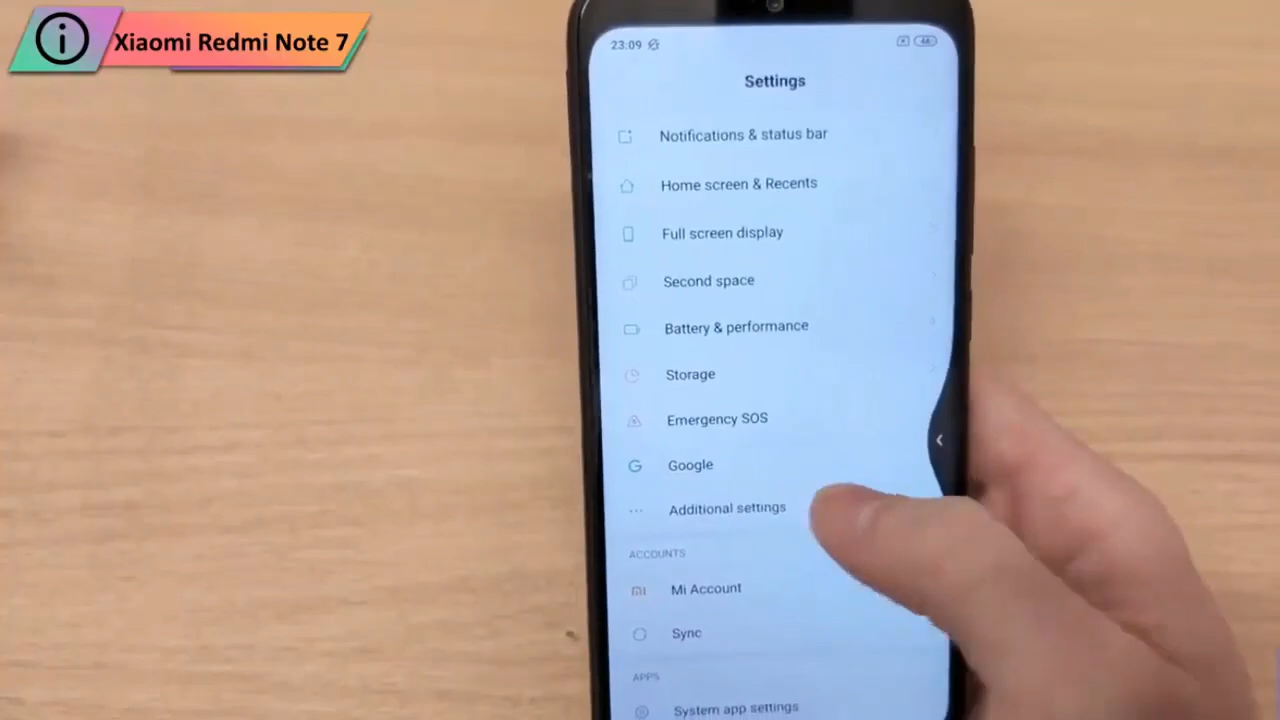 Xiaomi Redmi Note 7
23:09
44
Settings
Notifications & status bar
Home screen & Recents
Full screen display
Second space
Battery & performance
Storage
Emergency SOS
Google
Additional settings
ACCOUNTS
Mi Account
Sync
APPS
System app settings